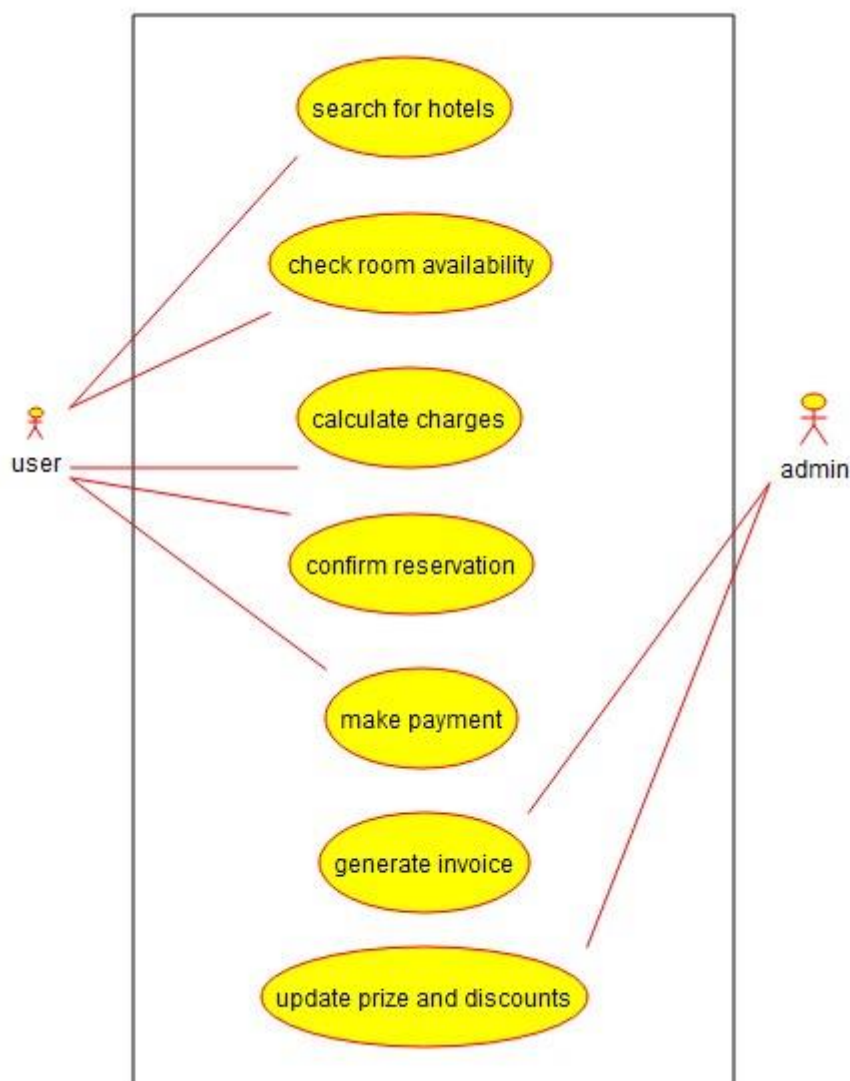 search for hotels
check room availability
calculate charges
user
admin
confirm reservation
make payment
generate invoice
update prize and discounts